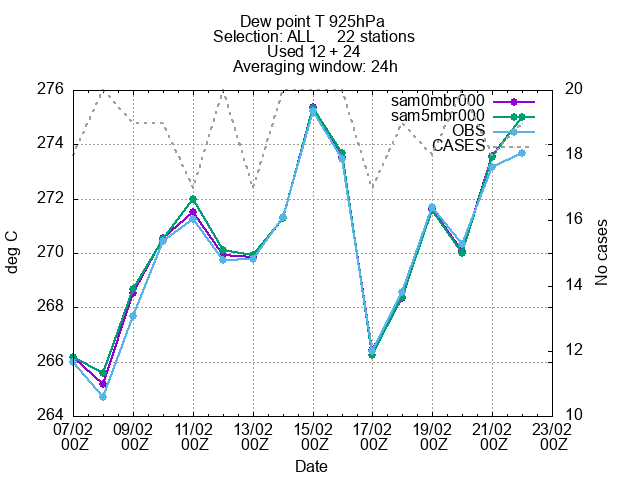 Dew point T 925hPa
Selection: ALL 22 stations
Used 12 + 24
Averaging window: 24h
276
274
272
270
268
266
264
deg C
20
18
16
14
12
10
No cases
sam0mbr000
sam5mbr000
OBS
CASES
07/02 09/02 11/02 13/02 15/02 17/02 19/02 21/02 23/02
00Z 00Z 00Z 00Z 00Z 00Z 00Z 00Z 00Z
Date